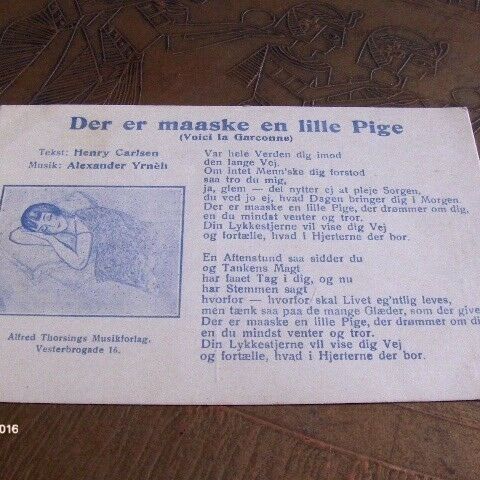 Der er maaske en lille Pige
(Voici la Garconne)
Tekst: Henry Carlsen
Musik: Alexander Yrnèh
Var hele Verden dig imod
den lange Vej.
Om intet Menn'ske dig forstod
saa tro du mig,
ja, glem — det nytter ej at pleje Sorgen,
du ved jo ej, hvad Dagen bringer dig i Morgen
Der er maaske en lille Pige, der drømmer om dig,
en du mindst venter og tror.
Din Lykkestjerne vil vise dig Vej
og fortælle, hvad i Hjerterne der bor.
En Aftenstund saa sidder du
og Tankens Magt
har faaet Tag i dig, og nu
har Stemmen sagt
hvorfor — hvorfor skal Livet eg'ntlig leves,
men tænk saa paa de mange Glæder, som der give
Der er maaske en lille Pige, der drømmer om di
en du mindst venter og tror.
Din Lykkestjerne vil vise dig Vej
og fortælle, hvad i Hjerterne der bor.
Alfred Thorsings Musikforlag.
Vesterbrogade 16.
016